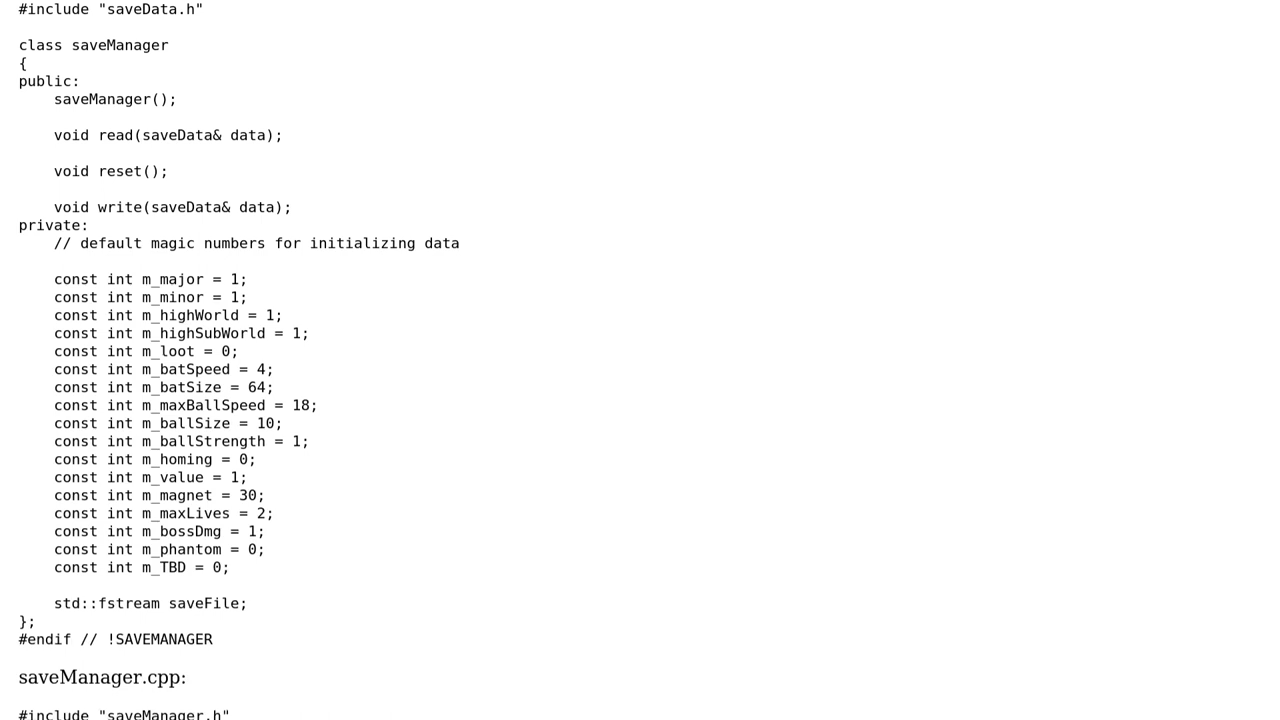 #include "saveData.h"
class saveManager
{
public:
    saveManager();
    void read(saveData& data);
    void reset();
    void write(saveData& data);
private:
    // default magic numbers for initializing data
    const int m_major = 1;
    const int m_minor = 1;
    const int m_highWorld = 1;
    const int m_highSubWorld = 1;
    const int m_loot = 0;
    const int m_batSpeed = 4;
    const int m_batSize = 64;
    const int m_maxBallSpeed = 18;
    const int m_ballSize = 10;
    const int m_ballStrength = 1;
    const int m_homing = 0;
    const int m_value = 1;
    const int m_magnet = 30;
    const int m_maxLives = 2;
    const int m_bossDmg = 1;
    const int m_phantom = 0;
    const int m_TBD = 0;
    std::fstream saveFile;
};
#endif // !SAVEMANAGER
saveManager.cpp:
#include "saveManager.h"